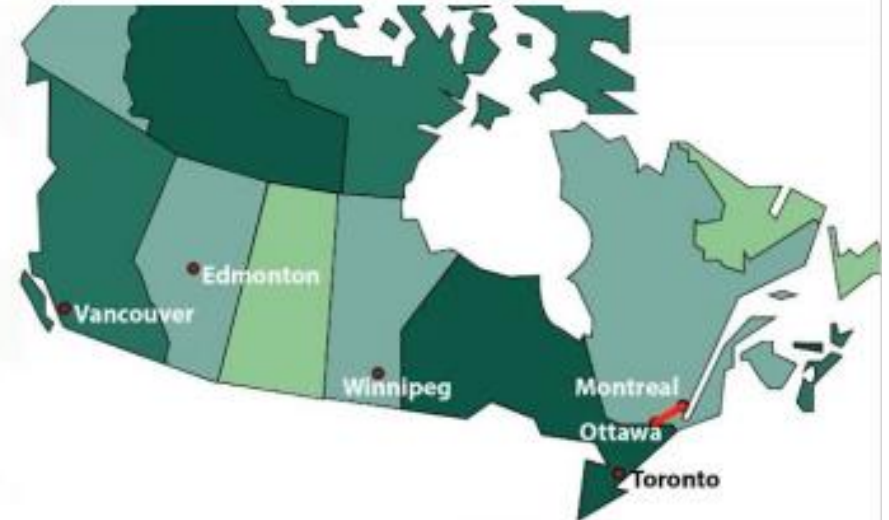 Edmonton
Vancouver
Winnipeg
Montreal
Ottawa
Toronto